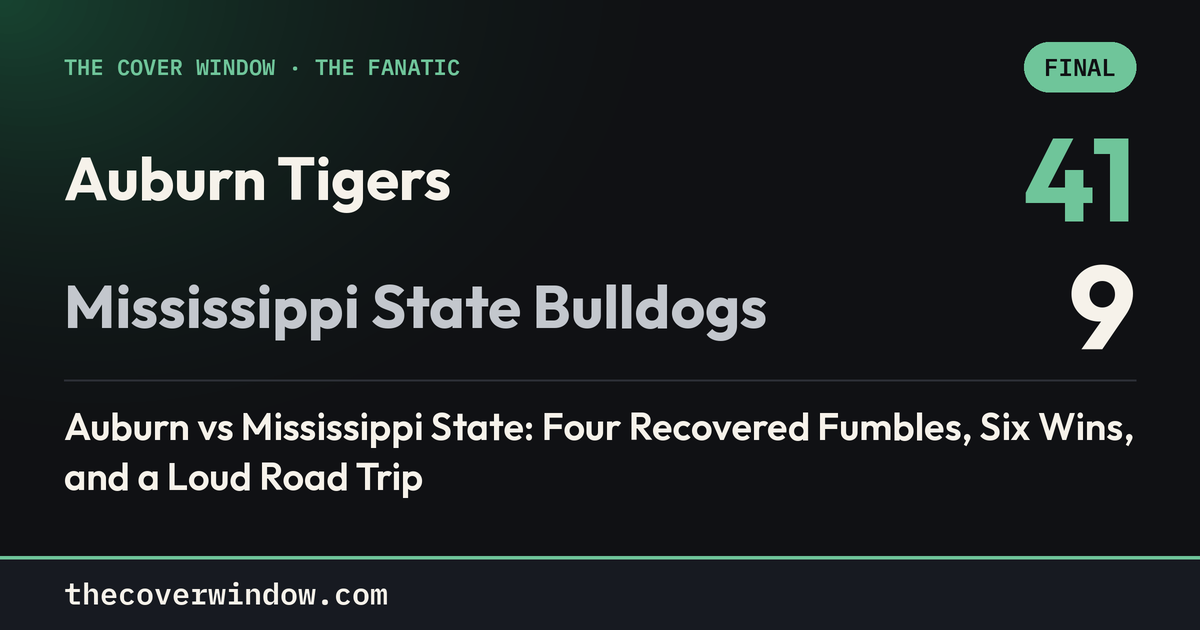 THE COVER WINDOW · THE FANATIC
FINAL
Auburn Tigers
41
Mississippi State Bulldogs
9
Auburn vs Mississippi State: Four Recovered Fumbles, Six Wins,
and a Loud Road Trip
thecoverwindow.com